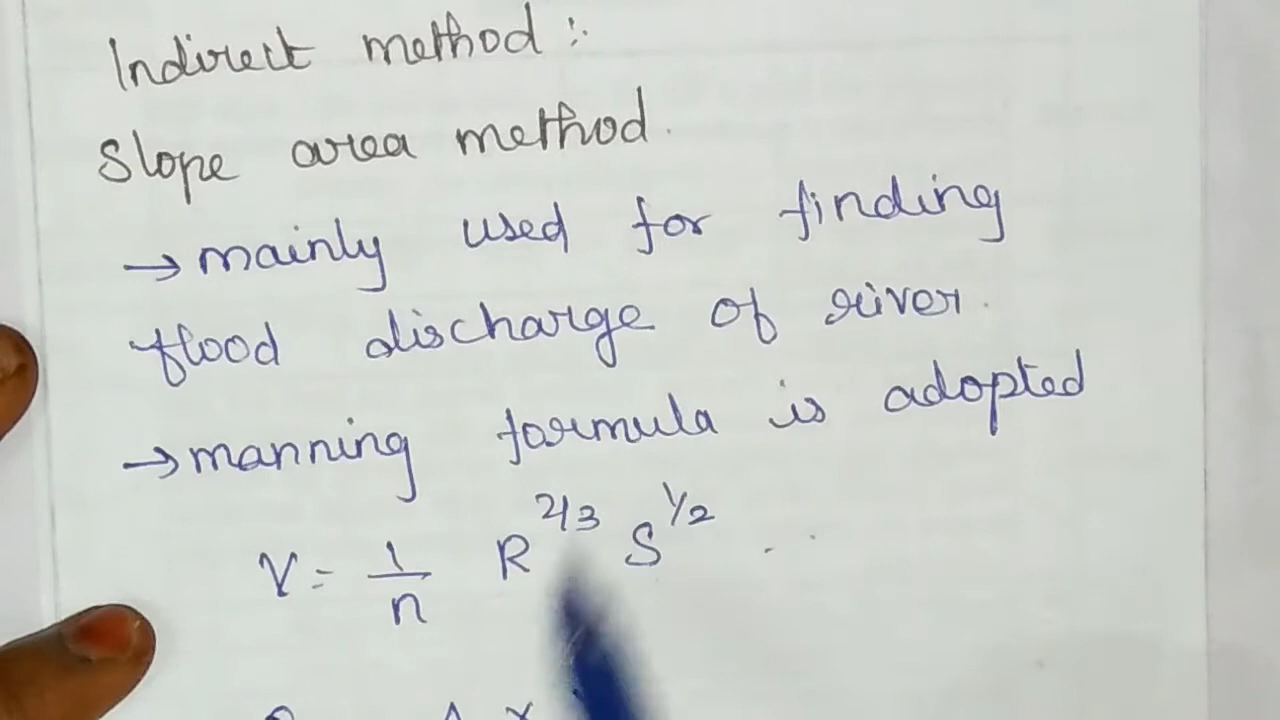 Indirect method :-
Slope area method.
→ mainly used for finding
flood discharge of river.
→ manning formula is adopted
V = 1/n R^2/3 S^1/2